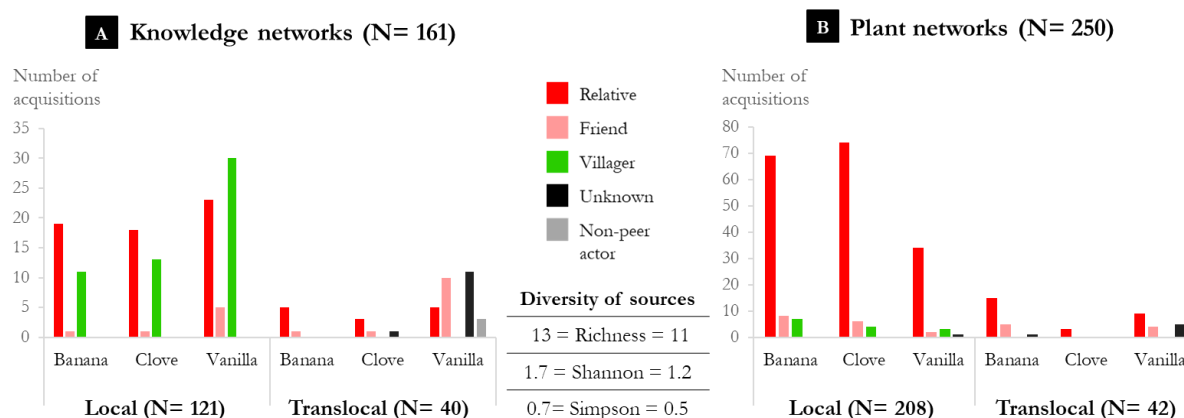 A Knowledge networks (N= 161)
Number of
acquisitions
35
30
25
20
15
10
5
0
Banana Clove Vanilla Banana Clove Vanilla
Local (N= 121) Translocal (N= 40)
Relative
Friend
Villager
Unknown
Non-peer
actor
Diversity of sources
13 = Richness = 11
1.7 = Shannon = 1.2
0.7= Simpson = 0.5
B Plant networks (N= 250)
Number of
acquisitions
80
70
60
50
40
30
20
10
0
Banana Clove Vanilla Banana Clove Vanilla
Local (N= 208) Translocal (N= 42)